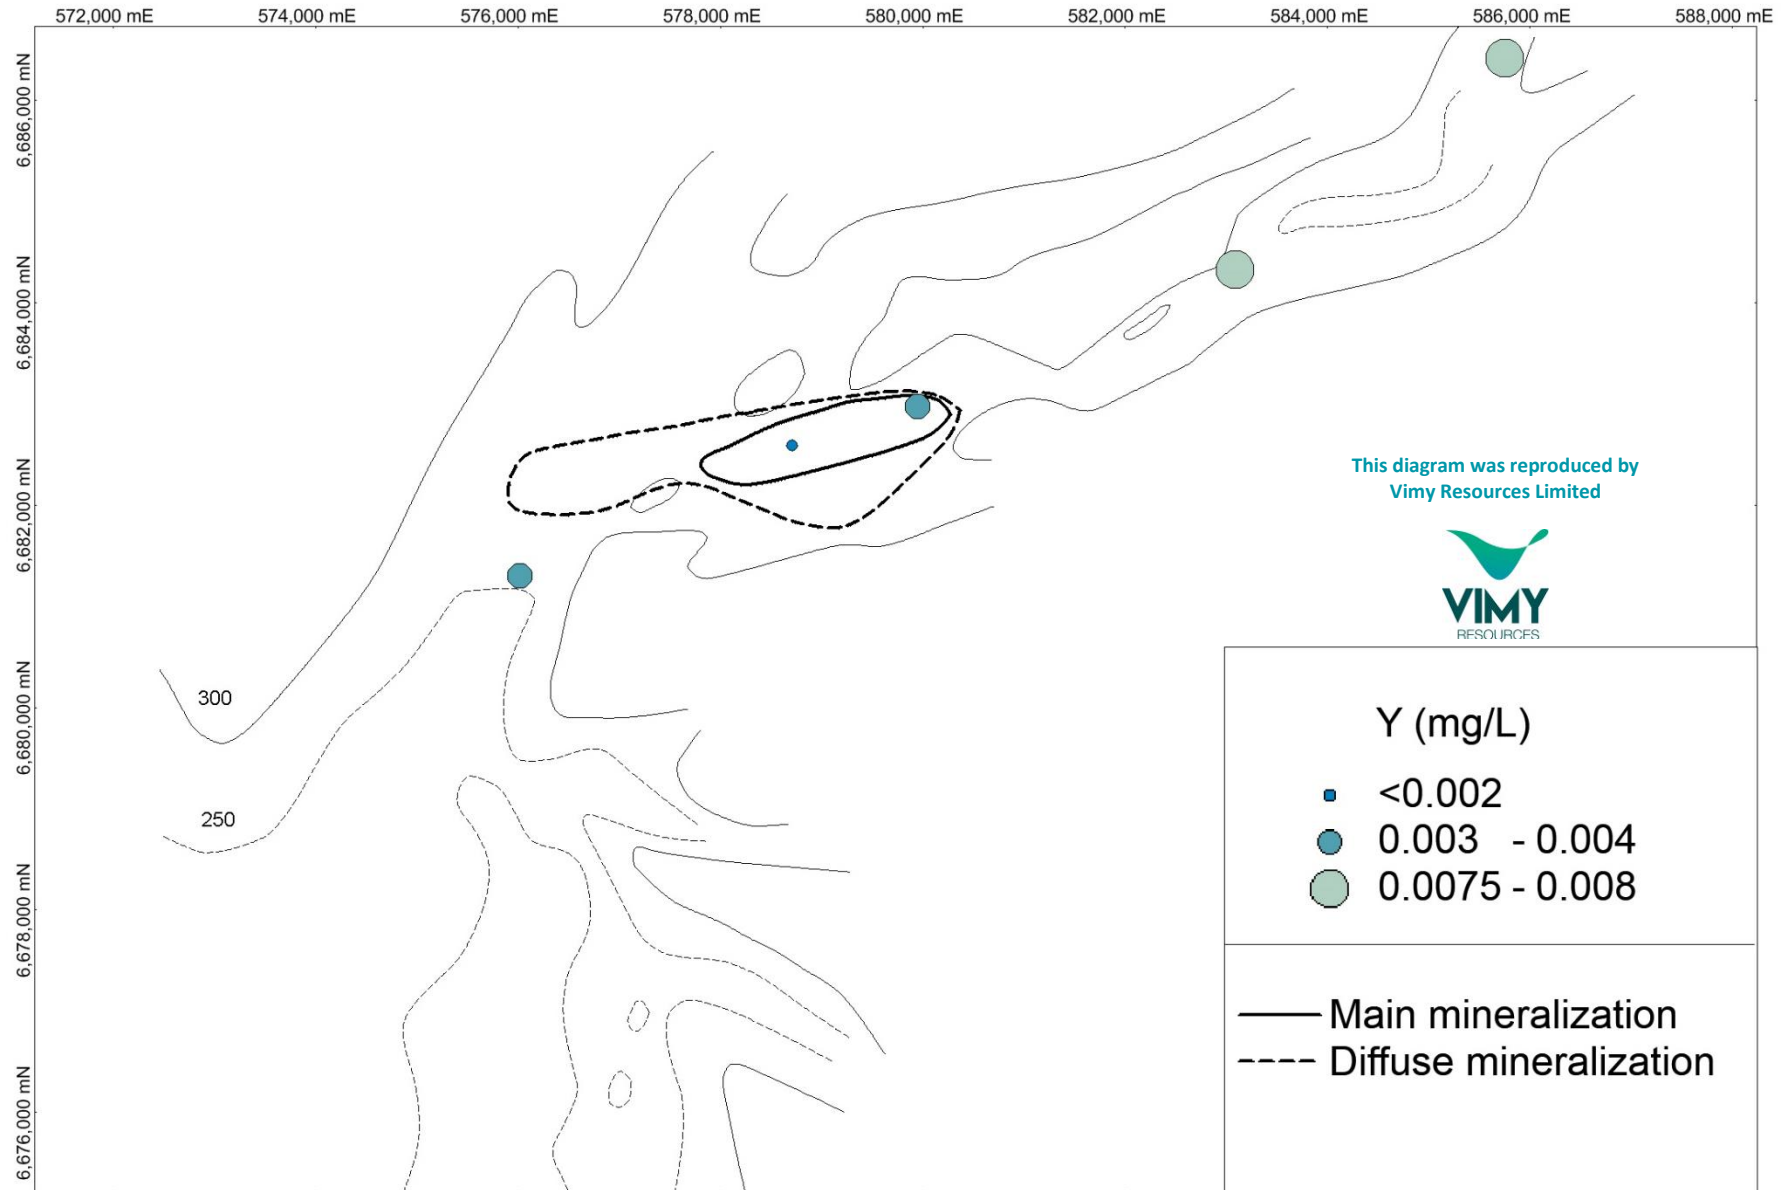 572,000 mE 574,000 mE 576,000 mE 578,000 mE 580,000 mE 582,000 mE 584,000 mE 586,000 mE 588,000 mE
6,686,000 mN
6,684,000 mN
6,682,000 mN
6,680,000 mN
6,678,000 mN
6,676,000 mN
300
250
This diagram was reproduced by
Vimy Resources Limited
VIMY
RESOURCES
Y (mg/L)
<0.002
0.003 - 0.004
0.0075 - 0.008
Main mineralization
Diffuse mineralization